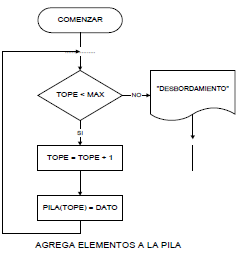 COMENZAR
TOPE < MAX
NO
"DESBORDAMIENTO"
SI
TOPE = TOPE + 1
PILA(TOPE) = DATO
AGREGA ELEMENTOS A LA PILA